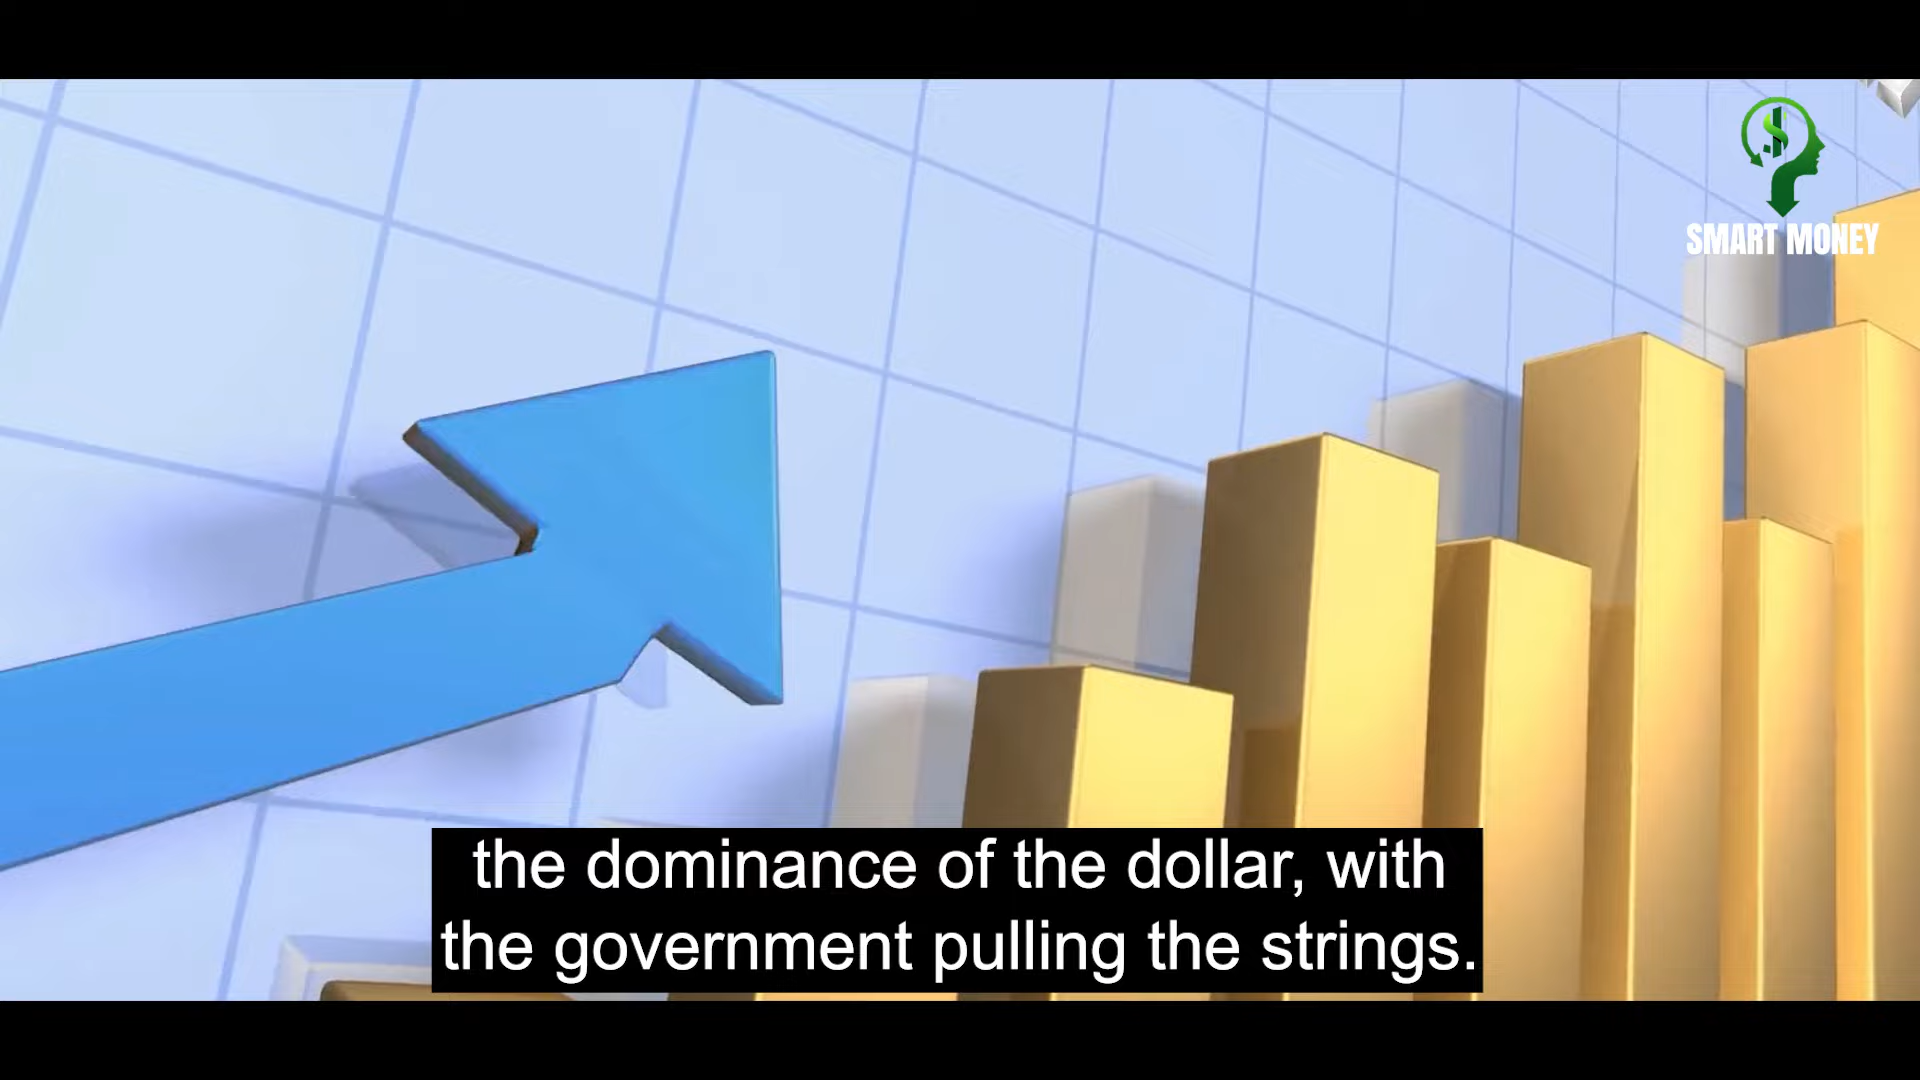 SMART MONEY
the dominance of the dollar, with
the government pulling the strings.